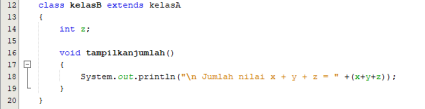 12 class kelasB extends kelasA
13 {
14 int z;
15
16 void tampilkanjumlah()
17 {
18 System.out.println("\n Jumlah nilai x + y + z = " +(x+y+z));
19 }
20 }